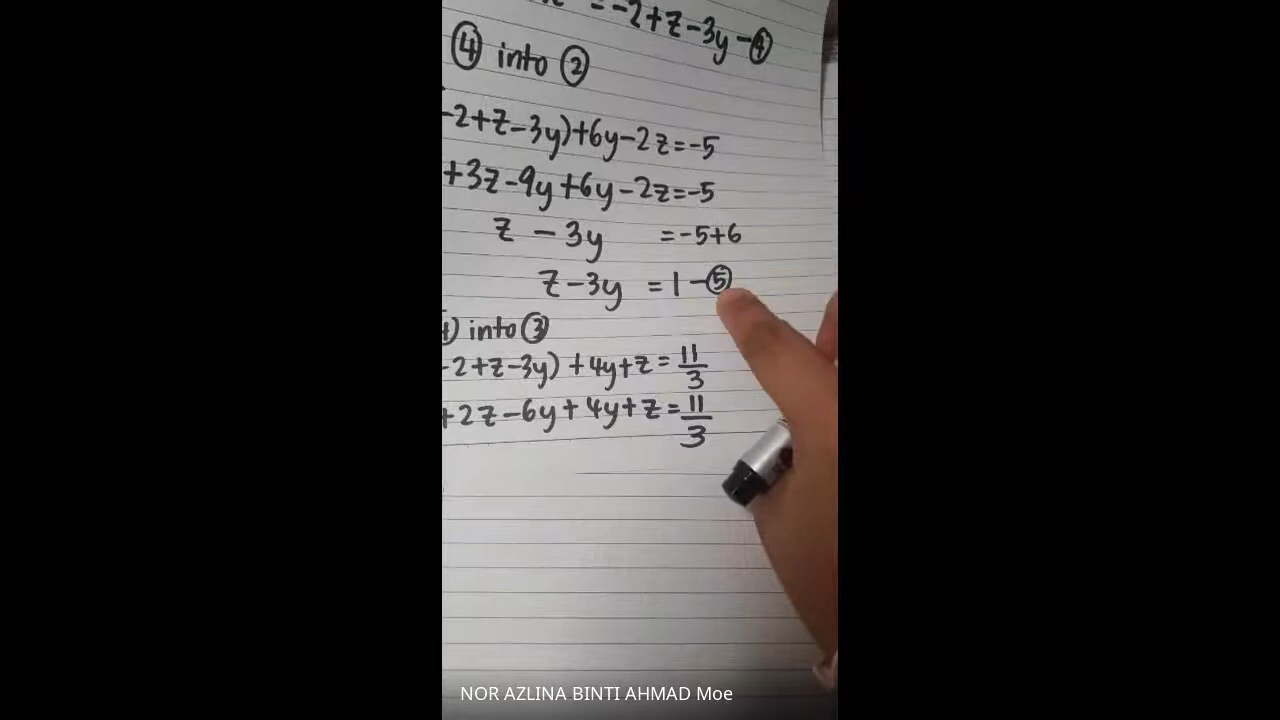 = -2+z-3y-④
④ into ②
-2+z-3y)+6y-2z=-5
+3z-9y+6y-2z=-5
z - 3y = -5+6
z-3y = 1-⑤
) into ③
-2+z-3y) + 4y+z = 11/3
+2z-6y+4y+z = 11/3
NOR AZLINA BINTI AHMAD Moe